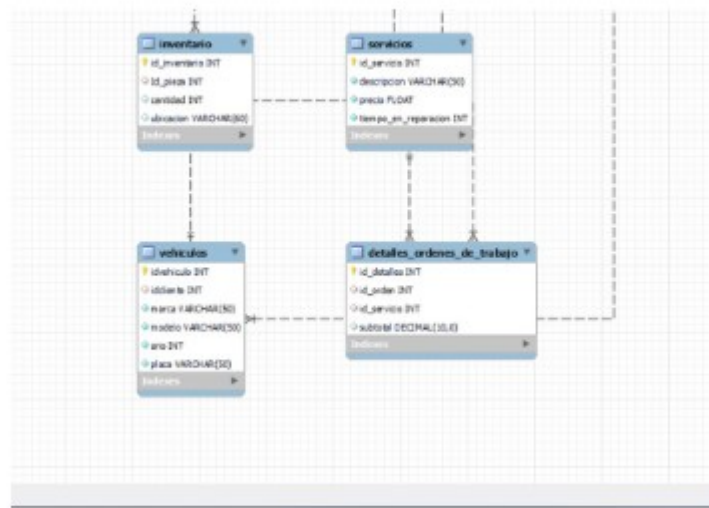 inventario
id_inventario INT
Id_pieza INT
cantidad INT
ubicacion VARCHAR(60)
Indexes
servicios
id_servicio INT
descripcion VARCHAR(50)
precio FLOAT
tiempo_en_reparacion INT
Indexes
vehiculos
idvehiculo INT
idcliente INT
marca VARCHAR(50)
modelo VARCHAR(50)
ano INT
placa VARCHAR(50)
Indexes
detalles_ordenes_de_trabajo
id_detalles INT
id_orden INT
id_servicio INT
subtotal DECIMAL(10,0)
Indexes